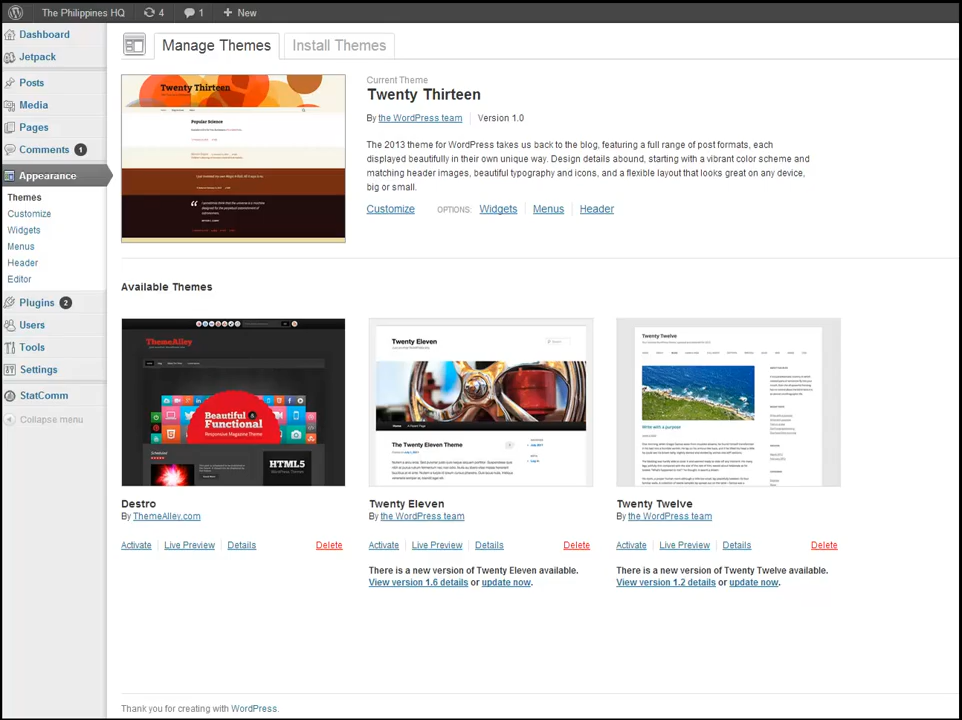 The Philippines HQ 4 1 New
Dashboard
Jetpack
Posts
Media
Pages
Comments 1
Appearance
Themes
Customize
Widgets
Menus
Header
Editor
Plugins 2
Users
Tools
Settings
StatComm
Collapse menu
Manage Themes Install Themes
Twenty Thirteen
Popular Science
Current Theme
Twenty Thirteen
By the WordPress team Version 1.0
The 2013 theme for WordPress takes us back to the blog, featuring a full range of post formats, each
displayed beautifully in their own unique way. Design details abound, starting with a vibrant color scheme and
matching header images, beautiful typography and icons, and a flexible layout that looks great on any device,
big or small.
Customize OPTIONS: Widgets Menus Header
Available Themes
ThemeAlley
Beautiful &
Functional
Responsive Magazine Theme
HTML5
Destro
By ThemeAlley.com
Activate Live Preview Details Delete
Twenty Eleven
The Twenty Eleven Theme
Twenty Eleven
By the WordPress team
Activate Live Preview Details Delete
There is a new version of Twenty Eleven available.
View version 1.6 details or update now.
Twenty Twelve
Write with a purpose
Twenty Twelve
By the WordPress team
Activate Live Preview Details Delete
There is a new version of Twenty Twelve available.
View version 1.2 details or update now.
Thank you for creating with WordPress.